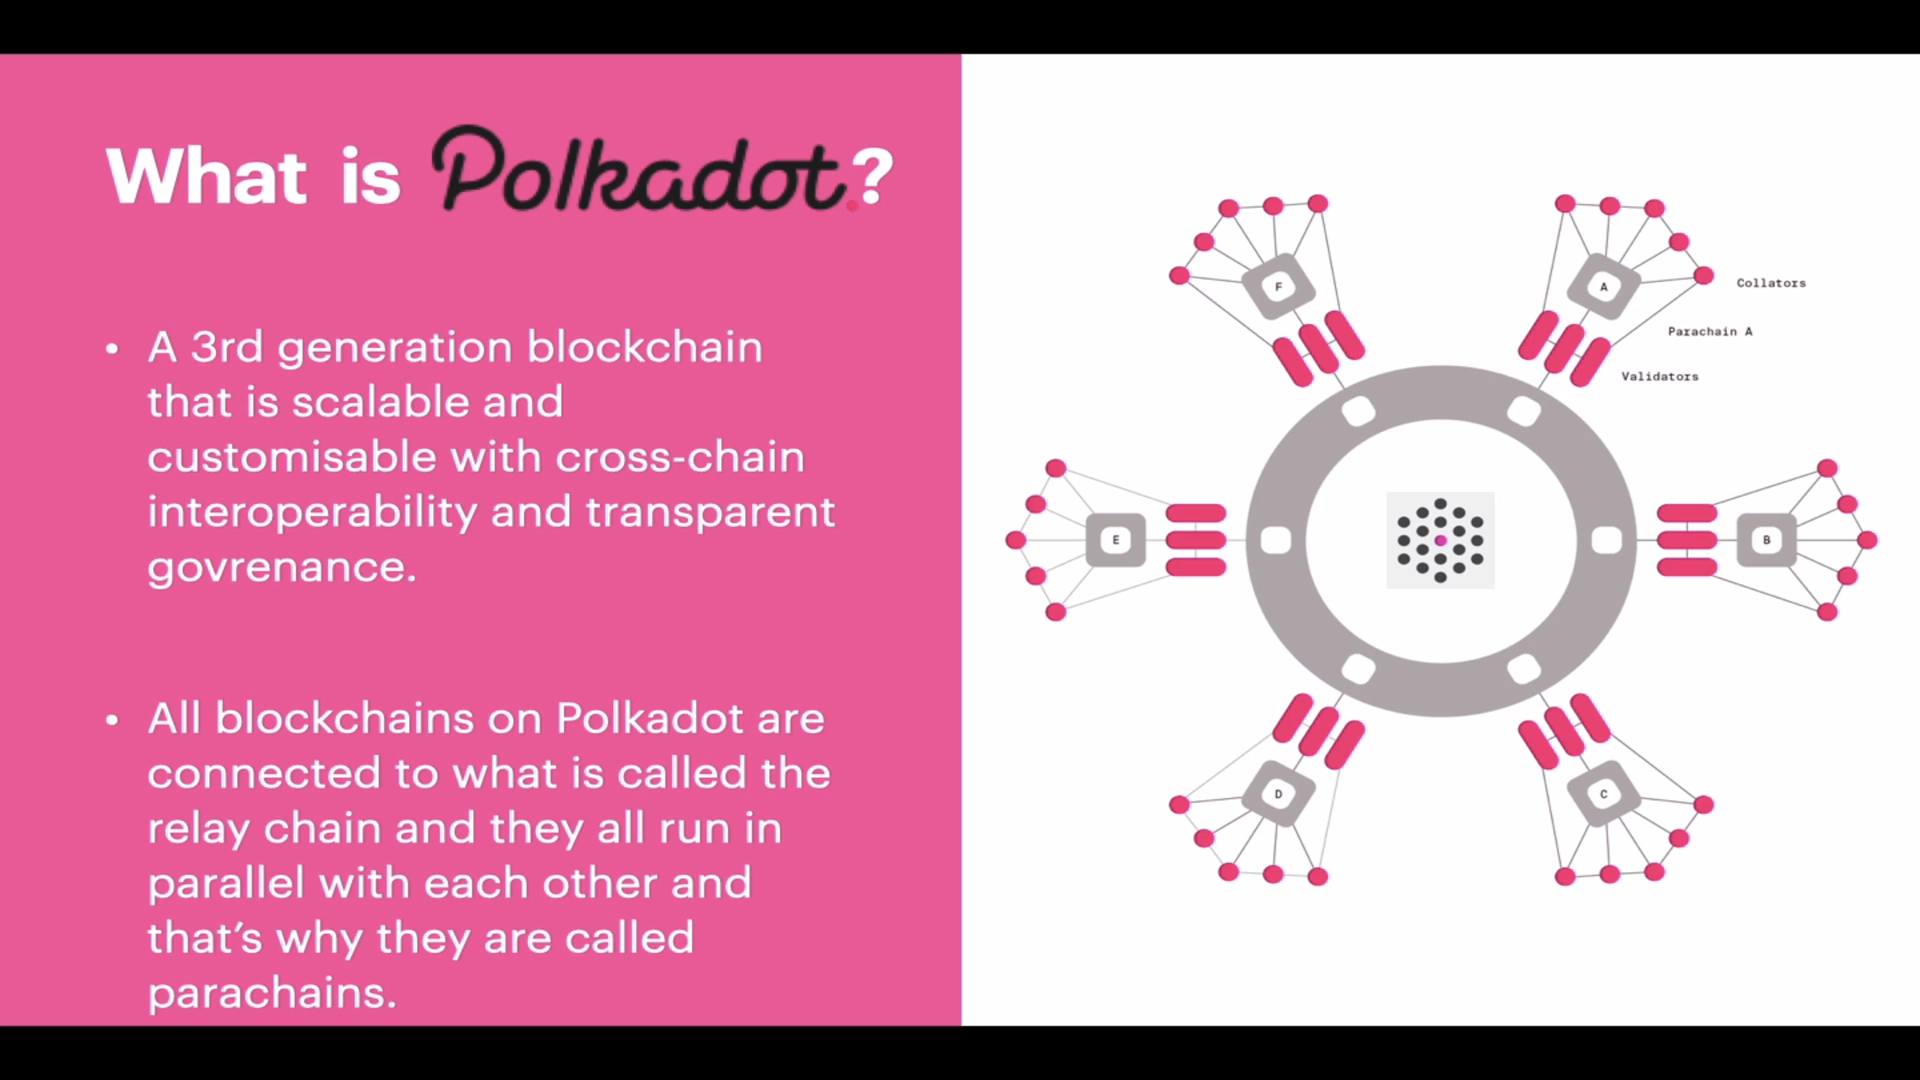 What is Polkadot.?
• A 3rd generation blockchain
that is scalable and
customisable with cross-chain
interoperability and transparent
govrenance.
• All blockchains on Polkadot are
connected to what is called the
relay chain and they all run in
parallel with each other and
that's why they are called
parachains.
F
A
Collators
Parachain A
Validators
E
B
D
C